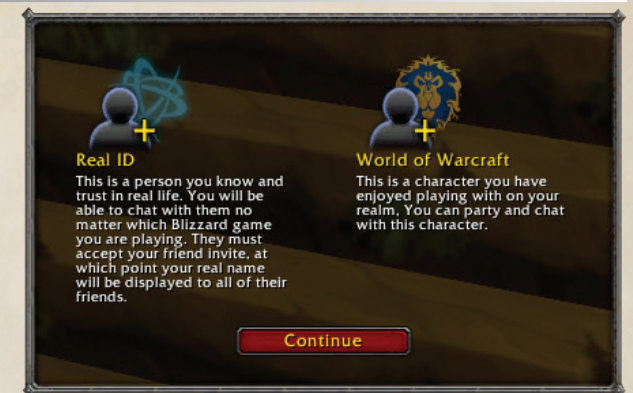 Real ID
This is a person you know and
trust in real life. You will be
able to chat with them no
matter which Blizzard game
you are playing. They must
accept your friend invite, at
which point your real name
will be displayed to all of their
friends.
World of Warcraft
This is a character you have
enjoyed playing with on your
realm. You can party and chat
with this character.
Continue